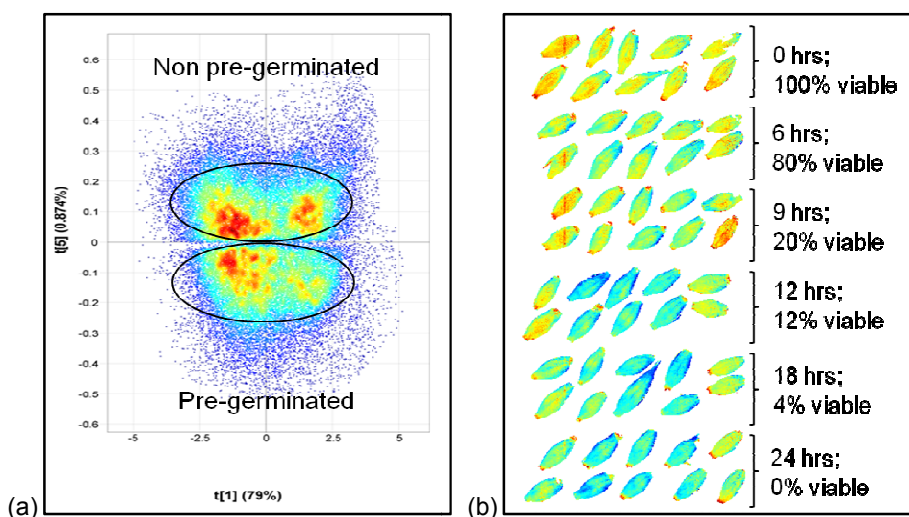 Non pre-germinated
Pre-germinated
0.6
0.5
0.4
0.3
0.2
0.1
0
-0.1
-0.2
-0.3
-0.4
-0.5
-0.6
t[5] (0.874%)
-5
-2.5
0
2.5
5
t[1] (79%)
(a)
0 hrs;
100% viable
6 hrs;
80% viable
9 hrs;
20% viable
12 hrs;
12% viable
18 hrs;
4% viable
24 hrs;
0% viable
(b)